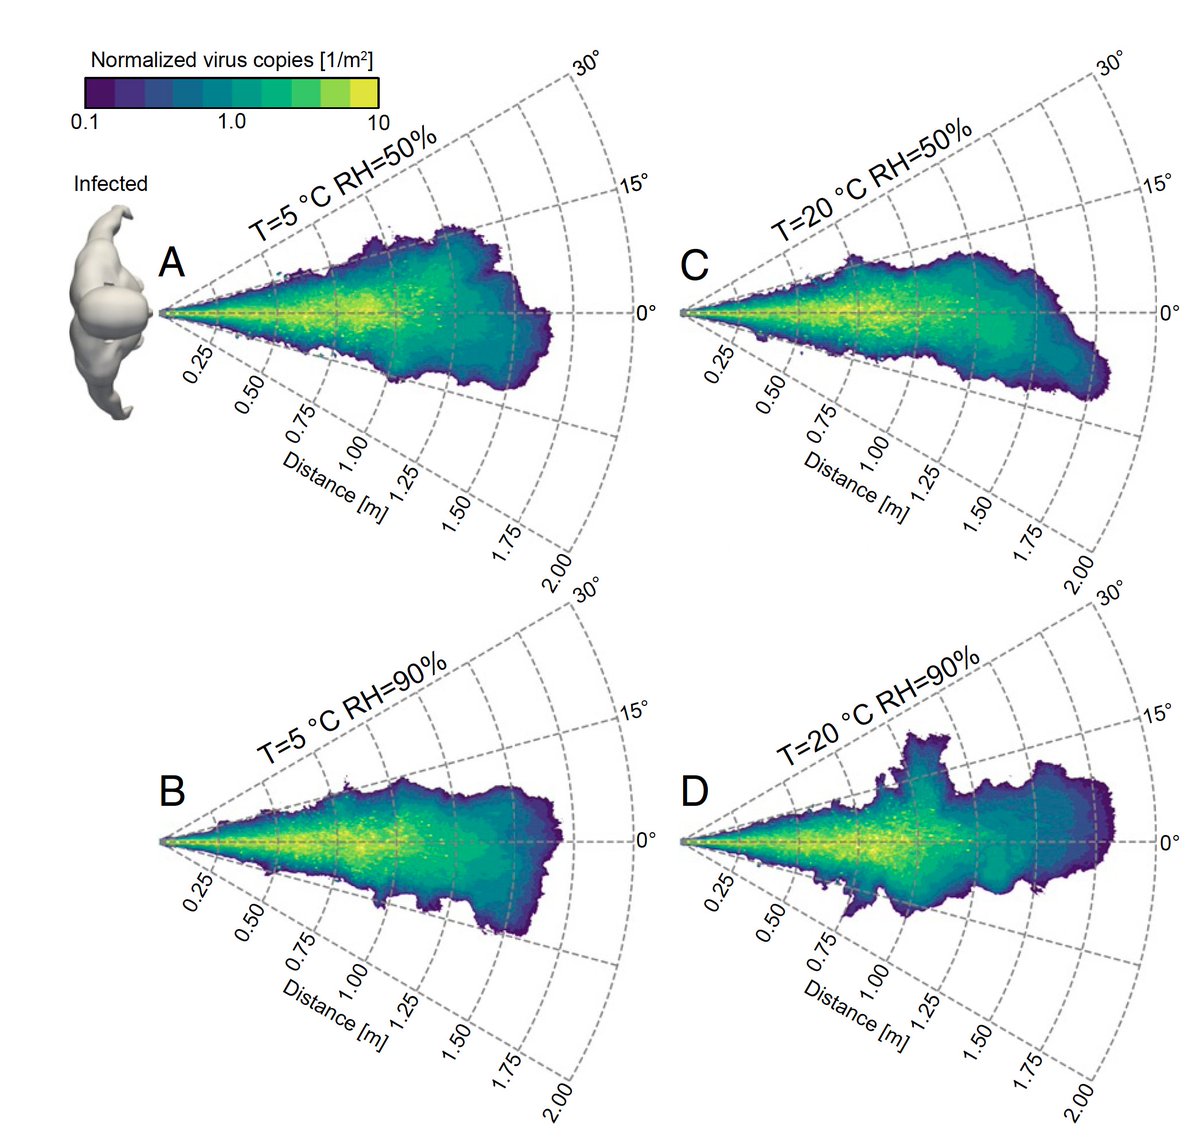 Normalized virus copies [1/m²]
0.1 1.0 10
Infected
A
T=5 °C RH=50%
30°
15°
0°
0.25
0.50
0.75
1.00
1.25
1.50
1.75
2.00
Distance [m]
C
T=20 °C RH=50%
30°
15°
0°
0.25
0.50
0.75
1.00
1.25
1.50
1.75
2.00
Distance [m]
B
T=5 °C RH=90%
30°
15°
0°
0.25
0.50
0.75
1.00
1.25
1.50
1.75
2.00
Distance [m]
D
T=20 °C RH=90%
30°
15°
0°
0.25
0.50
0.75
1.00
1.25
1.50
1.75
2.00
Distance [m]